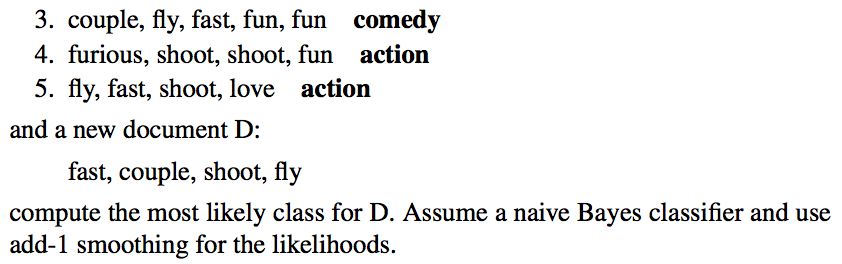 3. couple, fly, fast, fun, fun comedy
4. furious, shoot, shoot, fun action
5. fly, fast, shoot, love action
and a new document D:
fast, couple, shoot, fly
compute the most likely class for D. Assume a naive Bayes classifier and use
add-1 smoothing for the likelihoods.